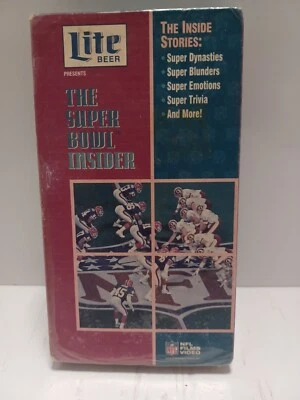 Lite
BEER
PRESENTS
THE
SUPER
BOWL
INSIDER
THE INSIDE
STORIES:
Super Dynasties
Super Blunders
Super Emotions
Super Trivia
And More!
NFL
FILMS
VIDEO